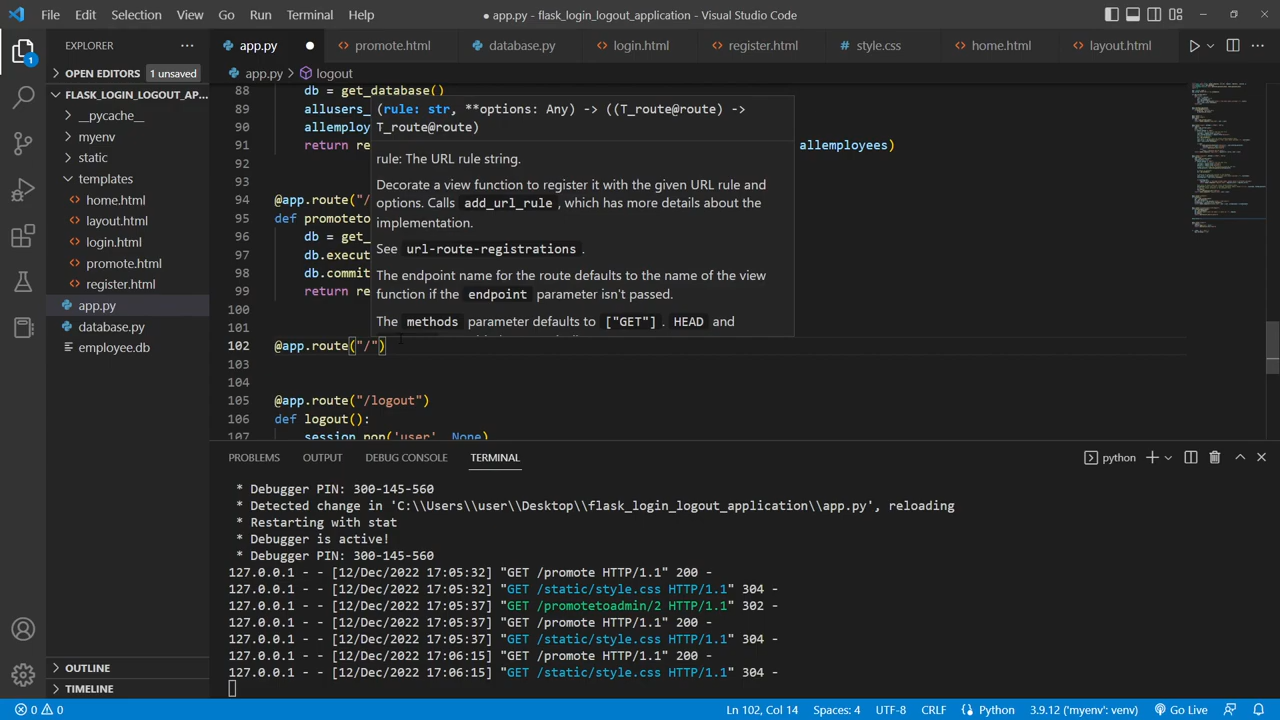 File Edit Selection View Go Run Terminal Help ● app.py - flask_login_logout_application - Visual Studio Code
EXPLORER ···
app.py ● promote.html database.py login.html register.html style.css home.html layout.html ···
1
OPEN EDITORS 1 unsaved
app.py > logout
FLASK_LOGIN_LOGOUT_AP...
__pycache__
myenv
static
templates
home.html
layout.html
login.html
promote.html
register.html
app.py
database.py
employee.db
OUTLINE
TIMELINE
88 db = get_database()
89 allusers_
90 allemploy
91 return re allemployees)
92
93
94 @app.route("/
95 def promoteto
96 db = get_
97 db.execut
98 db.commit
99 return re
100
101
102 @app.route("/")
103
104
105 @app.route("/logout")
106 def logout():
107 session.pop('user', None)
(rule: str, **options: Any) -> ((T_route@route) ->
T_route@route)
rule: The URL rule string.
Decorate a view function to register it with the given URL rule and
options. Calls add_url_rule , which has more details about the
implementation.
See url-route-registrations .
The endpoint name for the route defaults to the name of the view
function if the endpoint parameter isn't passed.
The methods parameter defaults to ["GET"] . HEAD and
PROBLEMS OUTPUT DEBUG CONSOLE TERMINAL python
* Debugger PIN: 300-145-560
* Detected change in 'C:\\Users\\user\\Desktop\\flask_login_logout_application\\app.py', reloading
* Restarting with stat
* Debugger is active!
* Debugger PIN: 300-145-560
127.0.0.1 - - [12/Dec/2022 17:05:32] "GET /promote HTTP/1.1" 200 -
127.0.0.1 - - [12/Dec/2022 17:05:32] "GET /static/style.css HTTP/1.1" 304 -
127.0.0.1 - - [12/Dec/2022 17:05:37] "GET /promotetoadmin/2 HTTP/1.1" 302 -
127.0.0.1 - - [12/Dec/2022 17:05:37] "GET /promote HTTP/1.1" 200 -
127.0.0.1 - - [12/Dec/2022 17:05:37] "GET /static/style.css HTTP/1.1" 304 -
127.0.0.1 - - [12/Dec/2022 17:06:15] "GET /promote HTTP/1.1" 200 -
127.0.0.1 - - [12/Dec/2022 17:06:15] "GET /static/style.css HTTP/1.1" 304 -
0 0 Ln 102, Col 14 Spaces: 4 UTF-8 CRLF Python 3.9.12 ('myenv': venv) Go Live